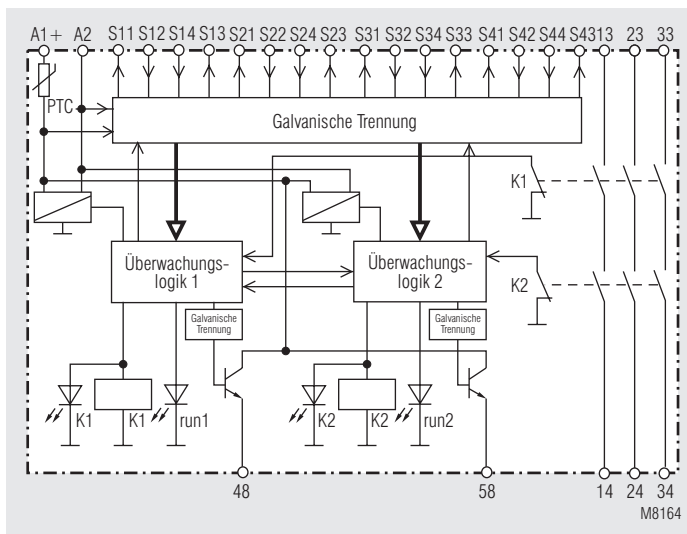 A1+ A2 S11 S12 S14 S13 S21 S22 S24 S23 S31 S32 S34 S33 S41 S42 S44 S43 13 23 33
PTC
Galvanische Trennung
K1
Überwachungs-
logik 1
Überwachungs-
logik 2
K2
Galvanische
Trennung
Galvanische
Trennung
K1 K1 run1 K2 K2 run2
48 58 14 24 34
M8164